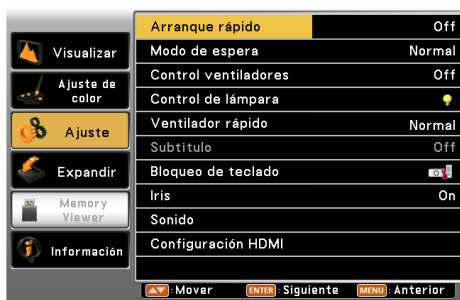 Visualizar
Ajuste de
color
Ajuste
Expandir
Memory
Viewer
Información
Arranque rápido Off
Modo de espera Normal
Control ventiladores Off
Control de lámpara
Ventilador rápido Normal
Subtitulo Off
Bloqueo de teclado
Iris On
Sonido
Configuración HDMI
:Mover ENTER :Siguiente MENU :Anterior